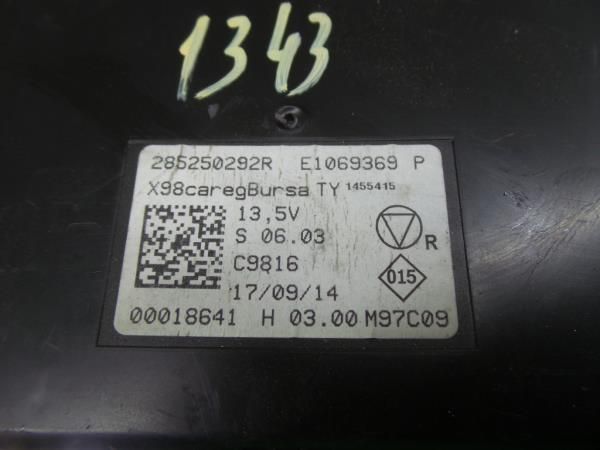 1343
285250292R E1069369 P
X98caregBursa TY 1455415
13,5V
S 06.03
R
C9816
015
17/09/14
00018641 H 03.00 M97C09